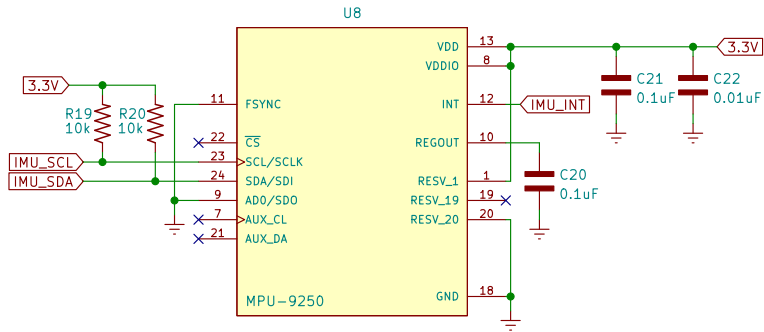 U8
VDD 13
3.3V
VDDIO 8
C21
0.1uF
C22
0.01uF
3.3V
R19
10k
R20
10k
11 FSYNC
INT 12
IMU_INT
22 CS
REGOUT 10
IMU_SCL
23 SCL/SCLK
IMU_SDA
24 SDA/SDI
RESV_1 1
C20
0.1uF
9 AD0/SDO
RESV_19 19
7 AUX_CL
RESV_20 20
21 AUX_DA
GND 18
MPU-9250